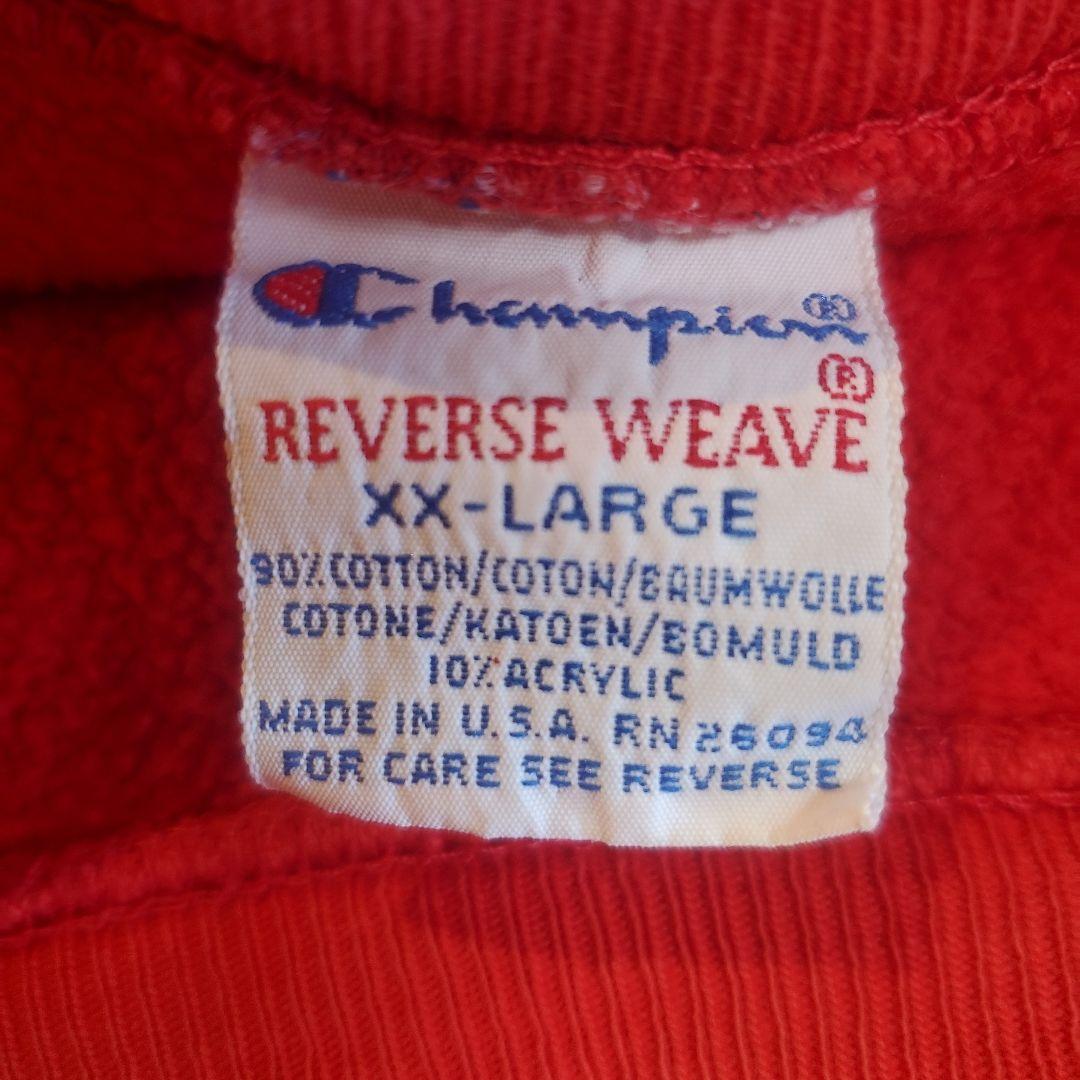 Champion®
®
REVERSE WEAVE
XX-LARGE
90% COTTON/COTON/BAUMWOLLE
COTONE/KATOEN/BOMULD
10% ACRYLIC
MADE IN U.S.A. RN 26094
FOR CARE SEE REVERSE